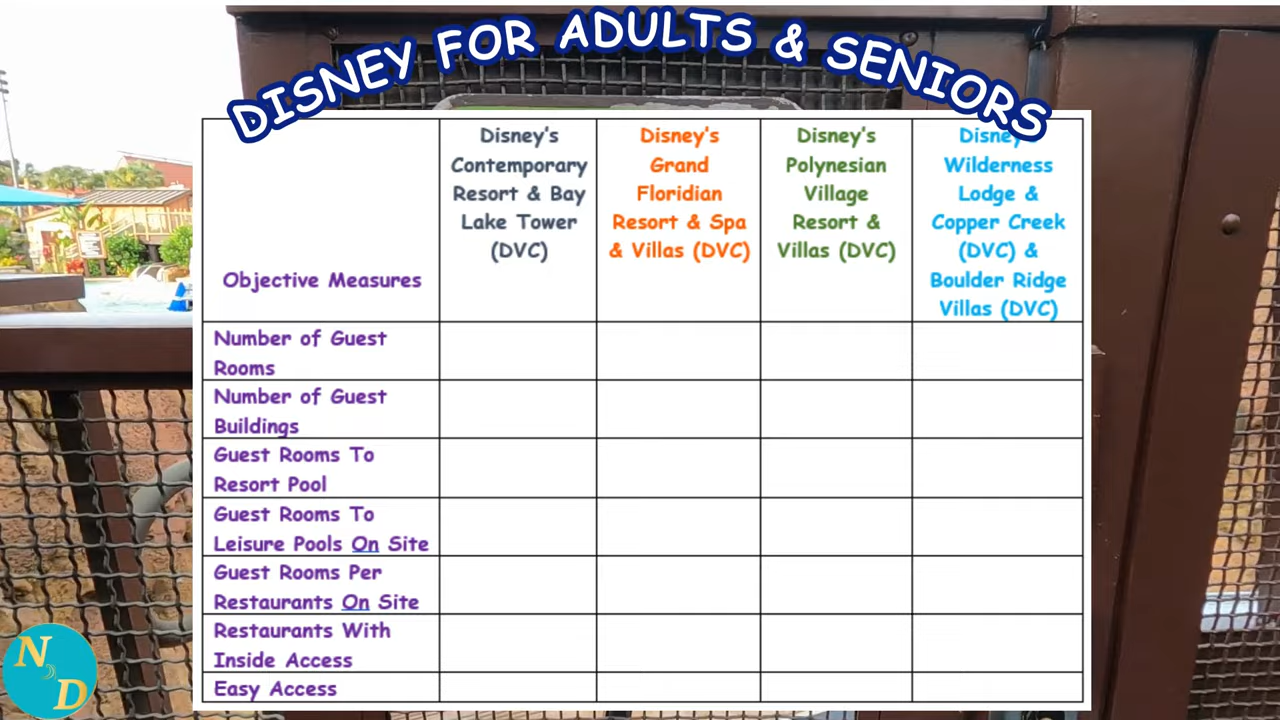 DISNEY FOR ADULTS & SENIORS
Objective Measures
Disney's
Contemporary
Resort & Bay
Lake Tower
(DVC)
Disney's
Grand
Floridian
Resort & Spa
& Villas (DVC)
Disney's
Polynesian
Village
Resort &
Villas (DVC)
Disney's
Wilderness
Lodge &
Copper Creek
(DVC) &
Boulder Ridge
Villas (DVC)
Number of Guest
Rooms
Number of Guest
Buildings
Guest Rooms To
Resort Pool
Guest Rooms To
Leisure Pools On Site
Guest Rooms Per
Restaurants On Site
Restaurants With
Inside Access
Easy Access
N
D